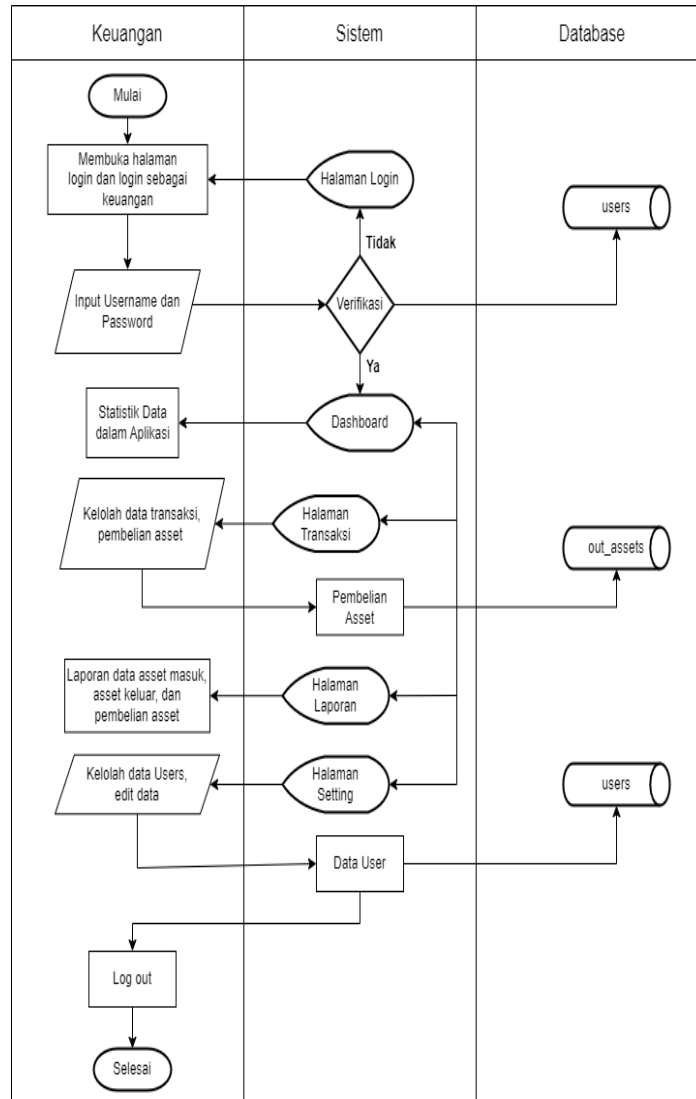 Keuangan
Sistem
Database
Mulai
Membuka halaman
login dan login sebagai
keuangan
Halaman Login
users
Tidak
Input Username dan
Password
Verifikasi
Ya
Statistik Data
dalam Aplikasi
Dashboard
Kelolah data transaksi,
pembelian asset
Halaman
Transaksi
out_assets
Pembelian
Asset
Laporan data asset masuk,
asset keluar, dan
pembelian asset
Halaman
Laporan
Kelolah data Users,
edit data
Halaman
Setting
users
Data User
Log out
Selesai